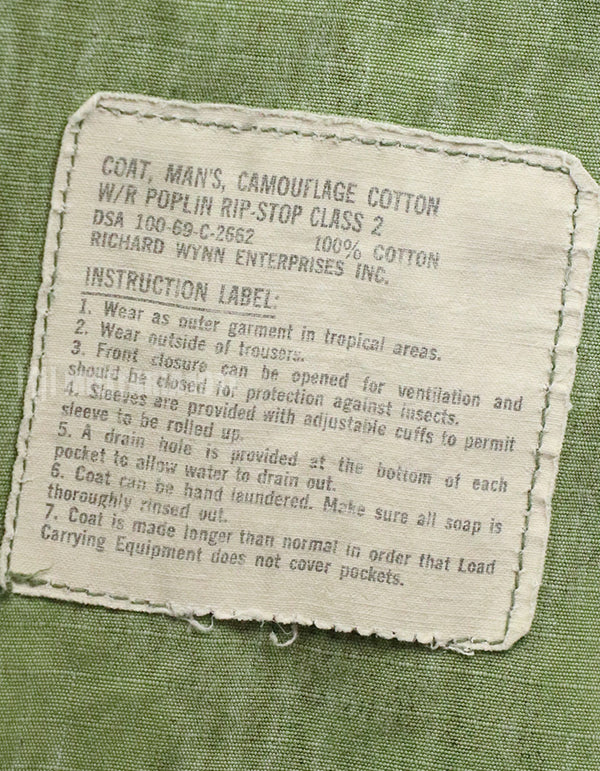 COAT, MAN'S, CAMOUFLAGE COTTON
W/R POPLIN RIP-STOP CLASS 2
DSA 100-69-C-2662 100% COTTON
RICHARD WYNN ENTERPRISES INC.
INSTRUCTION LABEL:
1. Wear as outer garment in tropical areas.
2. Wear outside of trousers.
3. Front closure can be opened for ventilation and
should be closed for protection against insects.
4. Sleeves are provided with adjustable cuffs to permit
sleeve to be rolled up.
5. A drain hole is provided at the bottom of each
pocket to allow water to drain out.
6. Coat can be hand laundered. Make sure all soap is
thoroughly rinsed out.
7. Coat is made longer than normal in order that Load
Carrying Equipment does not cover pockets.